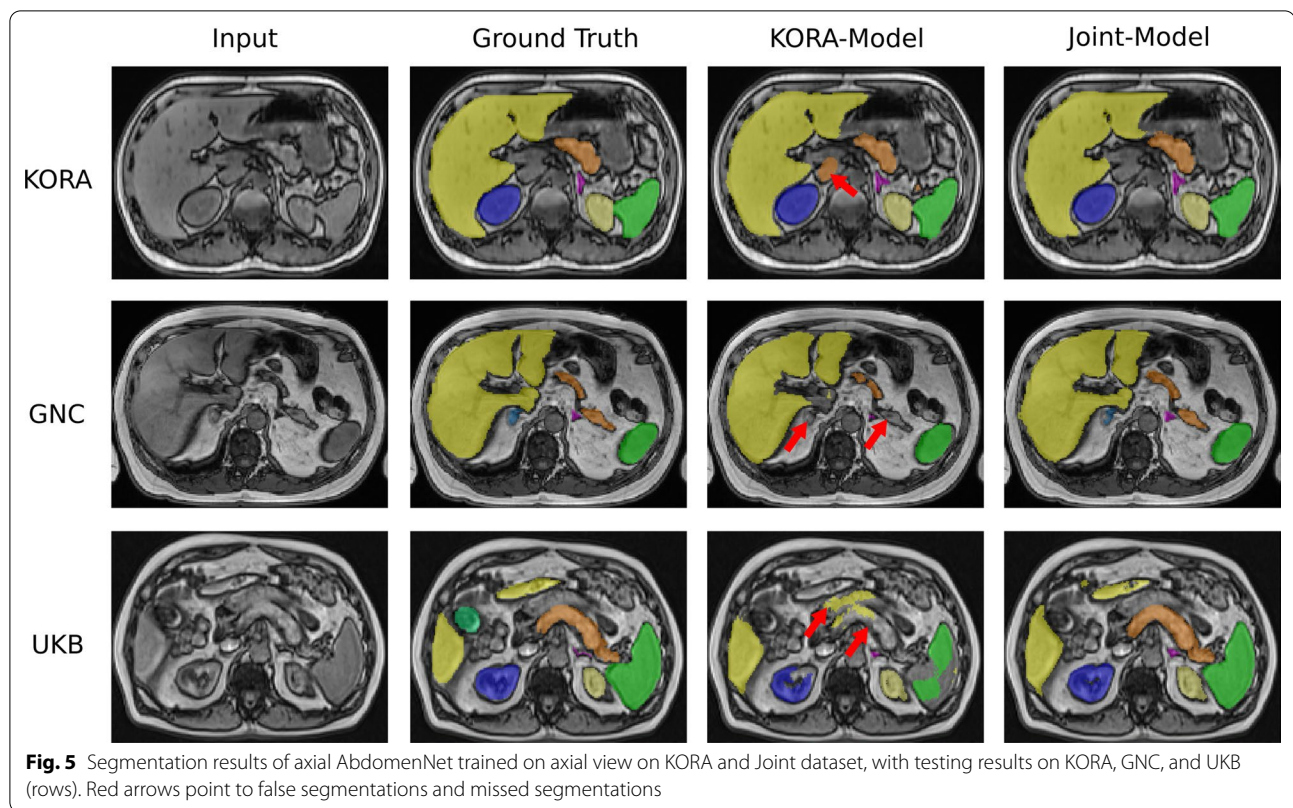 Input
Ground Truth
KORA-Model
Joint-Model
KORA
GNC
UKB
Fig. 5 Segmentation results of axial AbdomenNet trained on axial view on KORA and Joint dataset, with testing results on KORA, GNC, and UKB
(rows). Red arrows point to false segmentations and missed segmentations